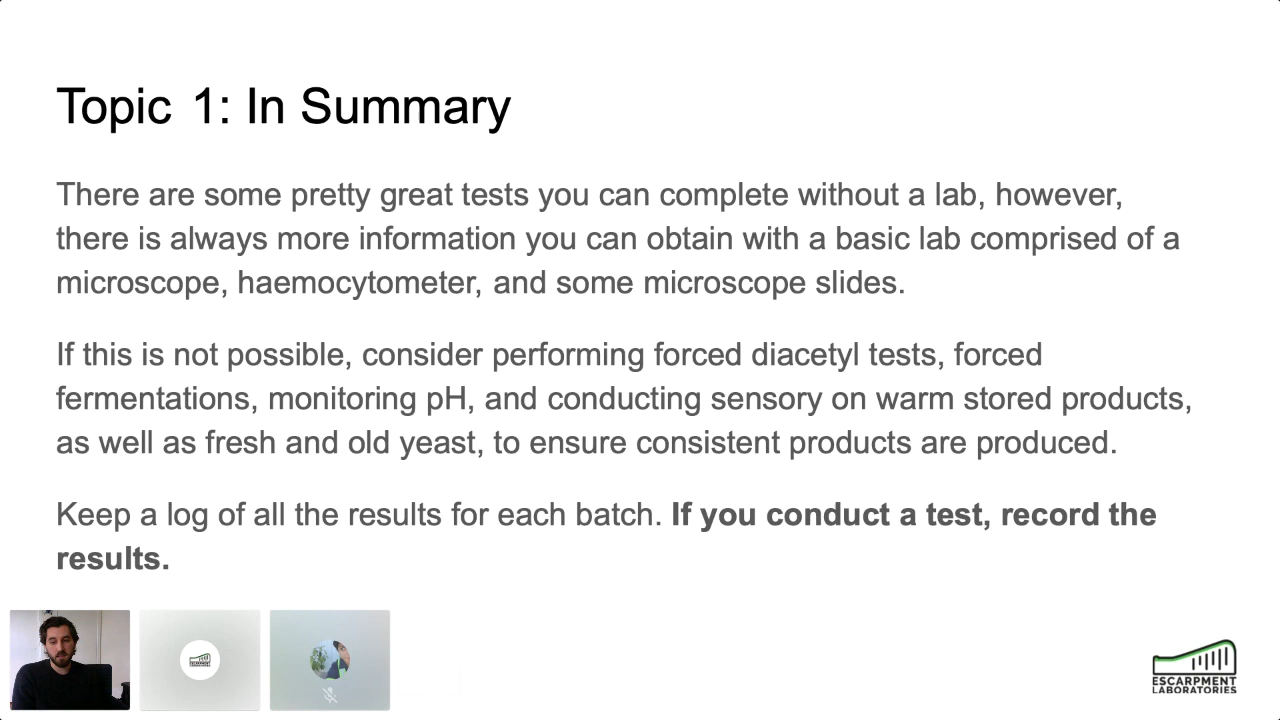 Topic 1: In Summary
There are some pretty great tests you can complete without a lab, however,
there is always more information you can obtain with a basic lab comprised of a
microscope, haemocytometer, and some microscope slides.
If this is not possible, consider performing forced diacetyl tests, forced
fermentations, monitoring pH, and conducting sensory on warm stored products,
as well as fresh and old yeast, to ensure consistent products are produced.
Keep a log of all the results for each batch. If you conduct a test, record the
results.
ESCARPMENT
LABORATORIES
ESCARPMENT
LABORATORIES